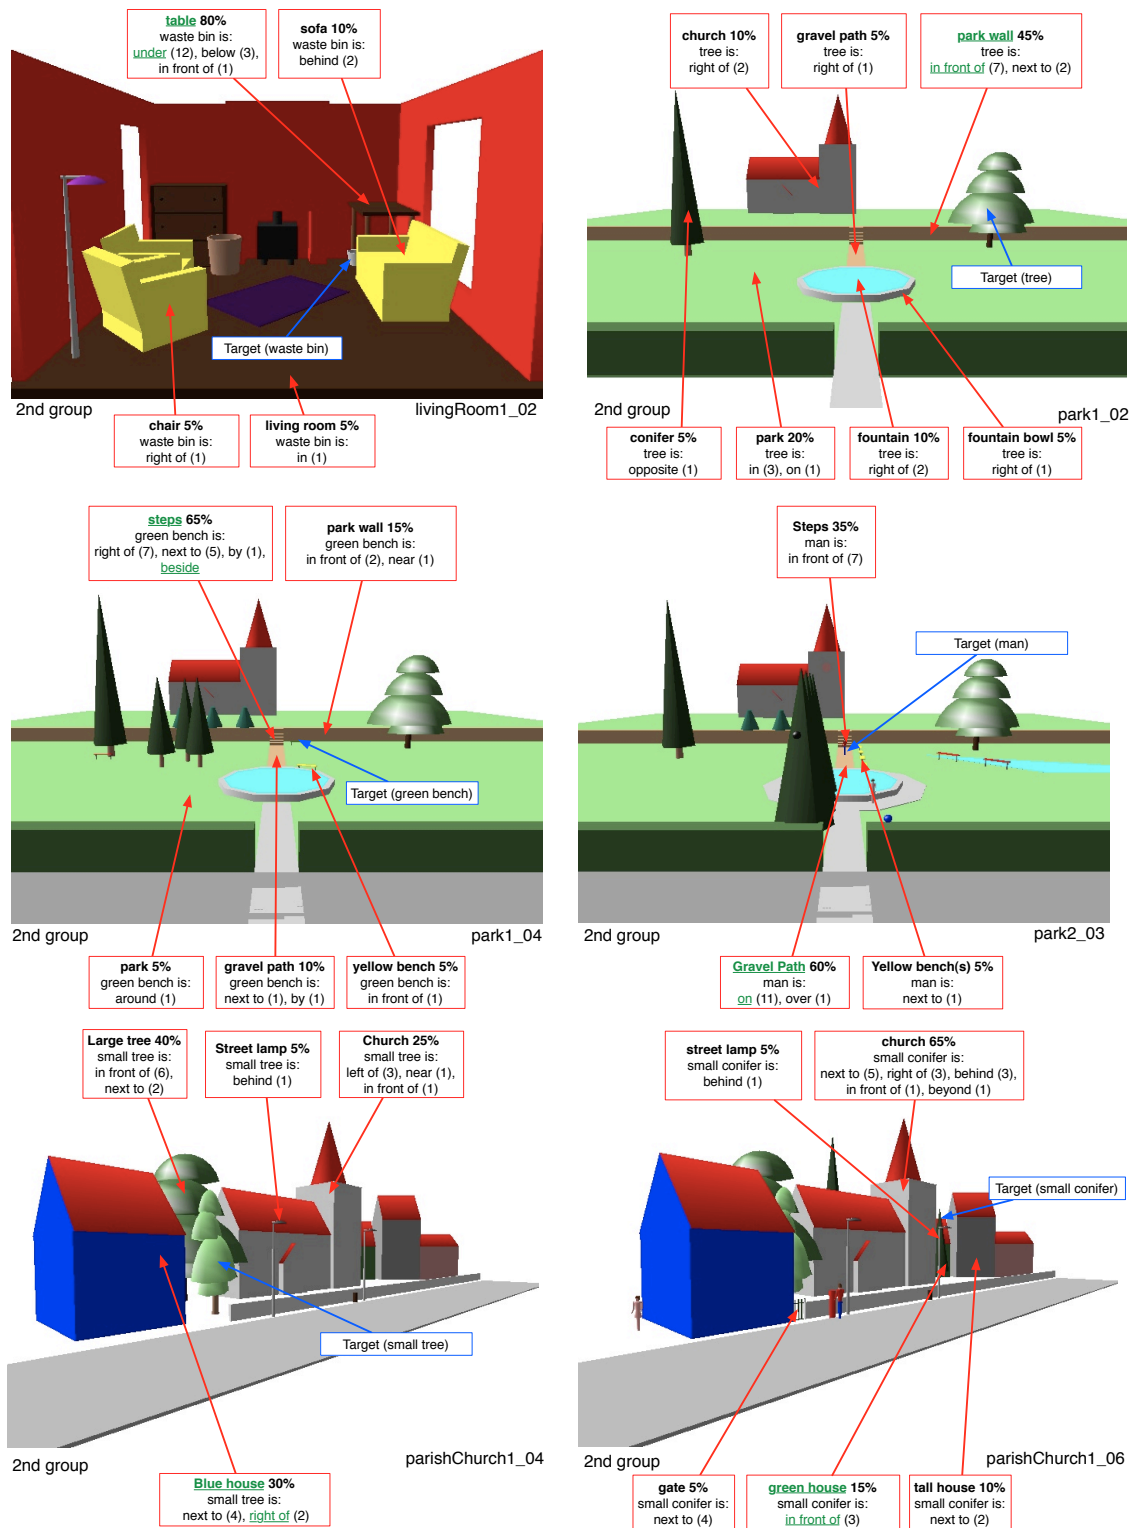 table 80%
waste bin is:
under (12), below (3),
in front of (1)
sofa 10%
waste bin is:
behind (2)
Target (waste bin)
2nd group
livingRoom1_02
chair 5%
waste bin is:
right of (1)
living room 5%
waste bin is:
in (1)
church 10%
tree is:
right of (2)
gravel path 5%
tree is:
right of (1)
park wall 45%
tree is:
in front of (7), next to (2)
Target (tree)
2nd group
park1_02
conifer 5%
tree is:
opposite (1)
park 20%
tree is:
in (3), on (1)
fountain 10%
tree is:
right of (2)
fountain bowl 5%
tree is:
right of (1)
steps 65%
green bench is:
right of (7), next to (5), by (1),
beside
park wall 15%
green bench is:
in front of (2), near (1)
Target (green bench)
2nd group
park1_04
park 5%
green bench is:
around (1)
gravel path 10%
green bench is:
next to (1), by (1)
yellow bench 5%
green bench is:
in front of (1)
Steps 35%
man is:
in front of (7)
Target (man)
2nd group
park2_03
Gravel Path 60%
man is:
on (11), over (1)
Yellow bench(s) 5%
man is:
next to (1)
Large tree 40%
small tree is:
in front of (6),
next to (2)
Street lamp 5%
small tree is:
behind (1)
Church 25%
small tree is:
left of (3), near (1),
in front of (1)
Target (small tree)
2nd group
parishChurch1_04
Blue house 30%
small tree is:
next to (4), right of (2)
street lamp 5%
small conifer is:
behind (1)
church 65%
small conifer is:
next to (5), right of (3), behind (3),
in front of (1), beyond (1)
Target (small conifer)
2nd group
parishChurch1_06
gate 5%
small conifer is:
next to (4)
green house 15%
small conifer is:
in front of (3)
tall house 10%
small conifer is:
next to (2)